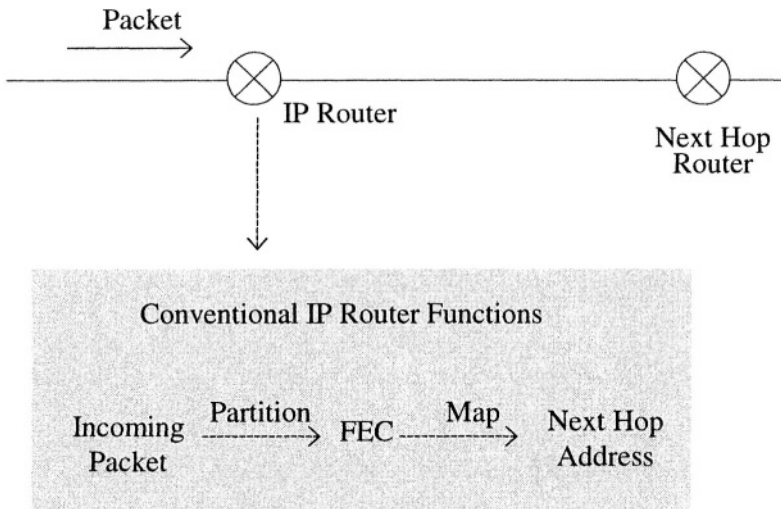 Packet
IP Router
Next Hop
Router
Conventional IP Router Functions
Incoming
Packet
Partition
FEC
Map
Next Hop
Address